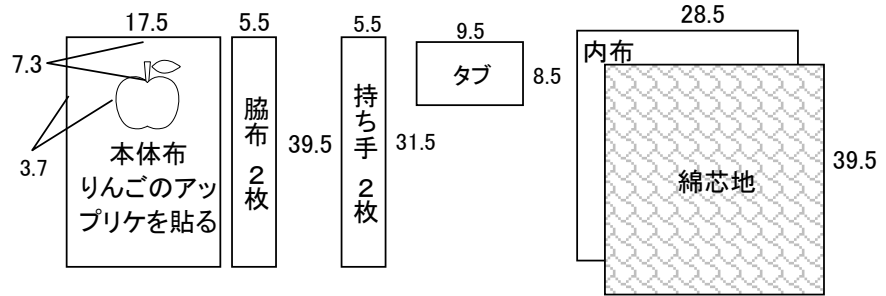 17.5
7.3
3.7
本体布
りんごのアッ
プリケを貼る
5.5
脇布 2枚
39.5
5.5
持ち手 2枚
31.5
9.5
タブ
8.5
28.5
内布
綿芯地
39.5